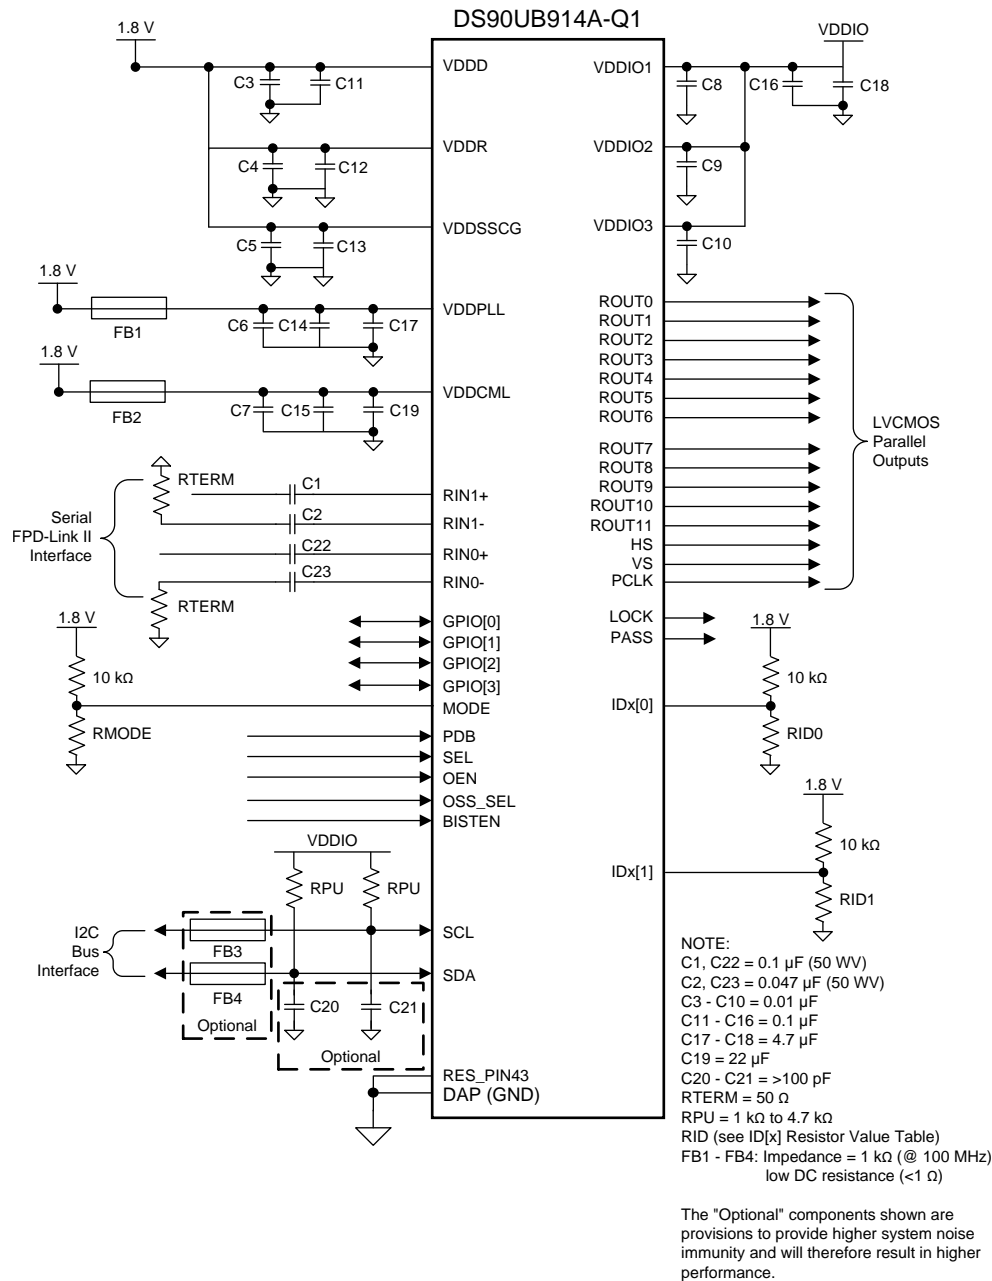 DS90UB914A-Q1
1.8 V
VDDIO
VDDD
VDDIO1
C3
C11
C8
C16
C18
VDDR
VDDIO2
C4
C12
C9
VDDSSCG
VDDIO3
C5
C13
C10
1.8 V
VDDPLL
FB1
C6
C14
C17
1.8 V
VDDCML
FB2
C7
C15
C19
ROUT0
ROUT1
ROUT2
ROUT3
ROUT4
ROUT5
ROUT6
ROUT7
ROUT8
ROUT9
ROUT10
ROUT11
HS
VS
PCLK
LVCMOS
Parallel
Outputs
RTERM
C1
RIN1+
C2
RIN1-
Serial
FPD-Link II
Interface
C22
RIN0+
C23
RIN0-
RTERM
LOCK
PASS
GPIO[0]
GPIO[1]
GPIO[2]
GPIO[3]
1.8 V
10 kΩ
MODE
RMODE
1.8 V
10 kΩ
IDx[0]
RID0
PDB
SEL
OEN
OSS_SEL
BISTEN
1.8 V
10 kΩ
IDx[1]
RID1
VDDIO
RPU
RPU
I2C
Bus
Interface
FB3
SCL
FB4
SDA
Optional
C20
C21
Optional
RES_PIN43
DAP (GND)
NOTE:
C1, C22 = 0.1 µF (50 WV)
C2, C23 = 0.047 µF (50 WV)
C3 - C10 = 0.01 µF
C11 - C16 = 0.1 µF
C17 - C18 = 4.7 µF
C19 = 22 µF
C20 - C21 = >100 pF
RTERM = 50 Ω
RPU = 1 kΩ to 4.7 kΩ
RID (see ID[x] Resistor Value Table)
FB1 - FB4: Impedance = 1 kΩ (@ 100 MHz)
low DC resistance (<1 Ω)
The "Optional" components shown are
provisions to provide higher system noise
immunity and will therefore result in higher
performance.